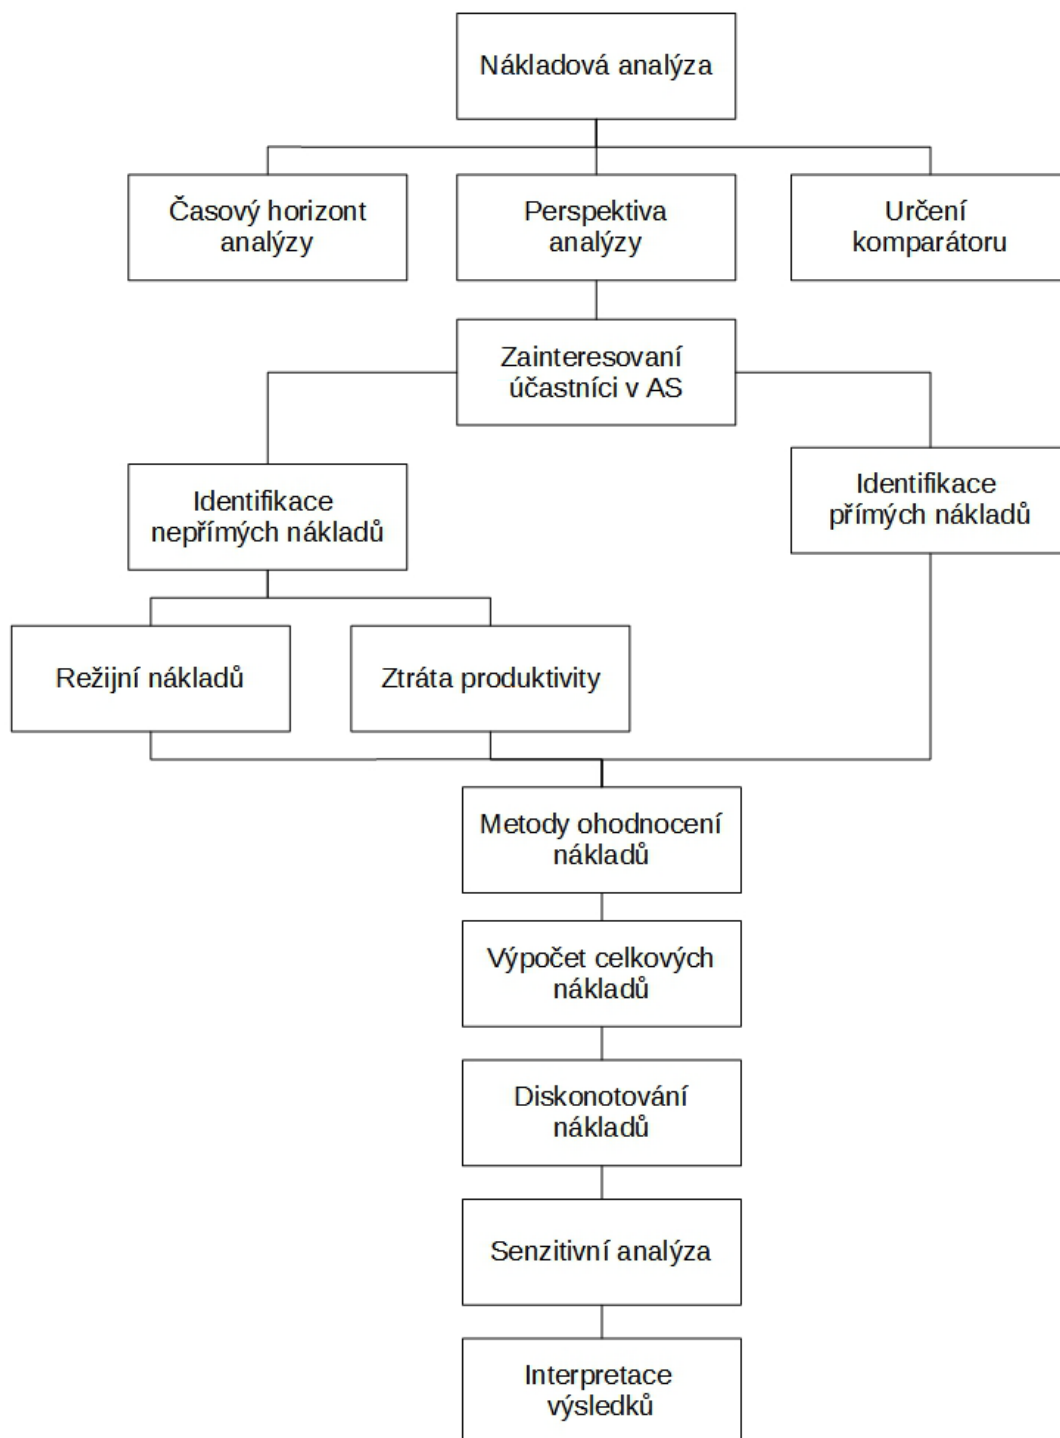 Nákladová analýza
Časový horizont
analýzy
Perspektiva
analýzy
Určení
komparátoru
Zainteresovaní
účastníci v AS
Identifikace
nepřímých nákladů
Identifikace
přímých nákladů
Režijní nákladů
Ztráta produktivity
Metody ohodnocení
nákladů
Výpočet celkových
nákladů
Diskonotování
nákladů
Senzitivní analýza
Interpretace
výsledků